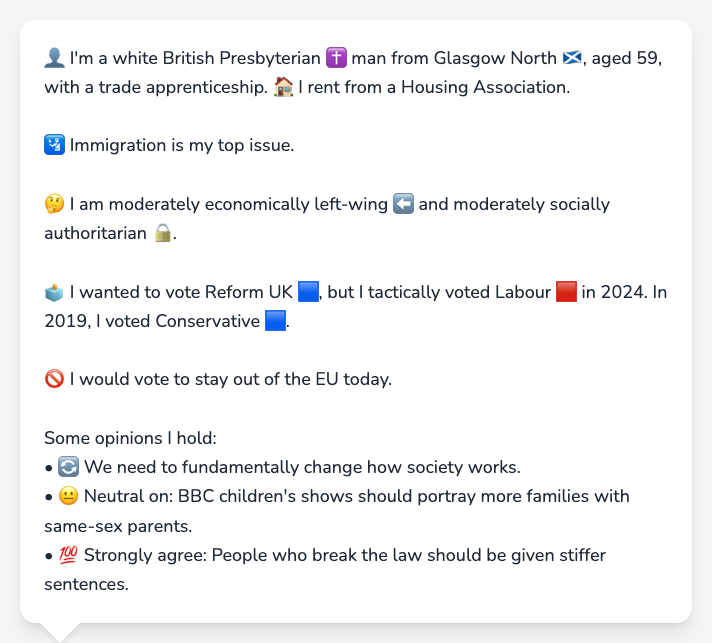 👤 I'm a white British Presbyterian ✝️ man from Glasgow North 🏴󠁧󠁢󠁳󠁣󠁴󠁿, aged 59,
with a trade apprenticeship. 🏠 I rent from a Housing Association.
🛂 Immigration is my top issue.
🤔 I am moderately economically left-wing ⬅️ and moderately socially
authoritarian 🔒.
🗳️ I wanted to vote Reform UK 🟦, but I tactically voted Labour 🟥 in 2024. In
2019, I voted Conservative 🟦.
🚫 I would vote to stay out of the EU today.
Some opinions I hold:
• 🔄 We need to fundamentally change how society works.
• 😐 Neutral on: BBC children's shows should portray more families with
same-sex parents.
• 💯 Strongly agree: People who break the law should be given stiffer
sentences.